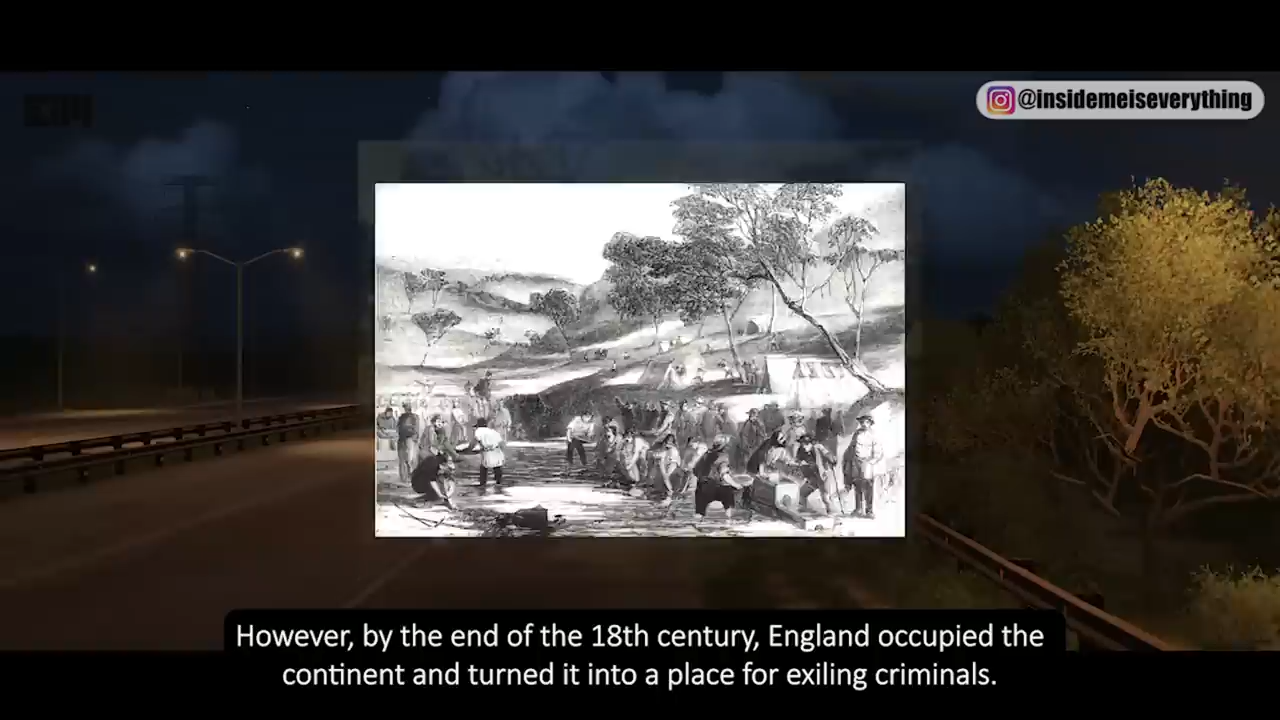 @insidemeiseverything
However, by the end of the 18th century, England occupied the
continent and turned it into a place for exiling criminals.